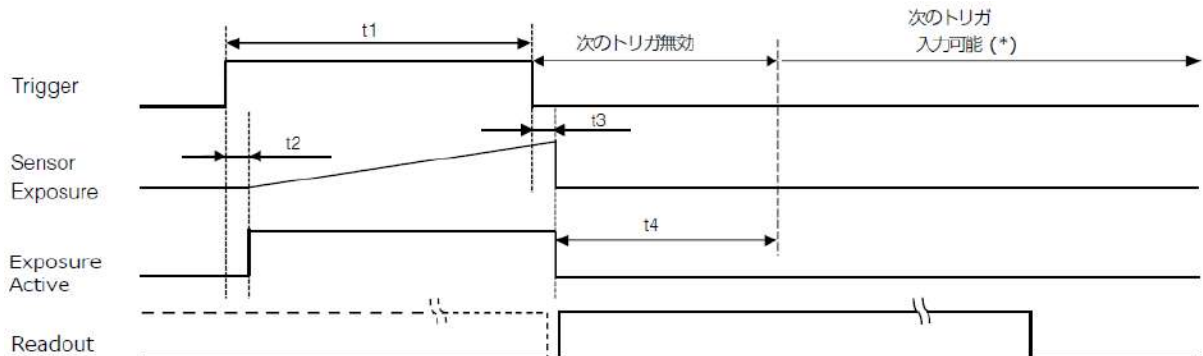 t1
次のトリガ無効
次のトリガ
入力可能 (*)
Trigger
t2
t3
Sensor
Exposure
t4
Exposure
Active
Readout